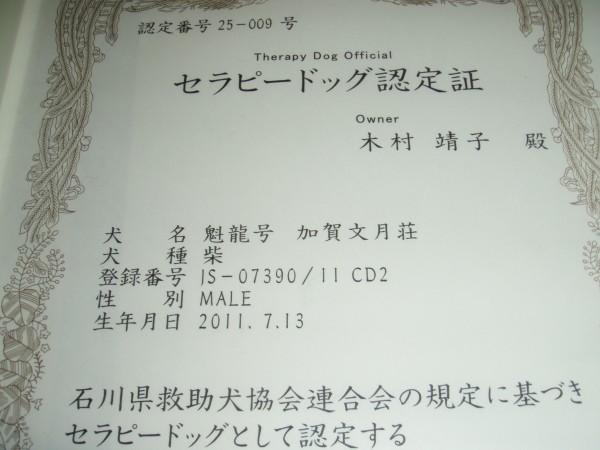 認定番号 25-009 号
Therapy Dog Official
セラピードッグ認定証
Owner
木村 靖子 殿
犬 名 魁龍号 加賀文月荘
犬 種 柴
登録番号 JS-07390/11 CD2
性 別 MALE
生年月日 2011. 7.13
石川県救助犬協会連合会の規定に基づき
セラピードッグとして認定する